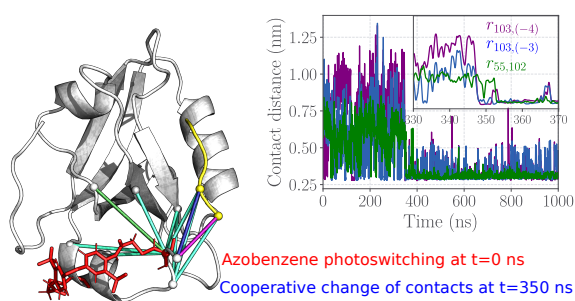 Contact distance (nm)
1.25
1.00
0.75
0.50
0.25
r103,(−4)
r103,(−3)
r55,102
330 340 350 360 370
0 200 400 600 800 1000
Time (ns)
Azobenzene photoswitching at t=0 ns
Cooperative change of contacts at t=350 ns